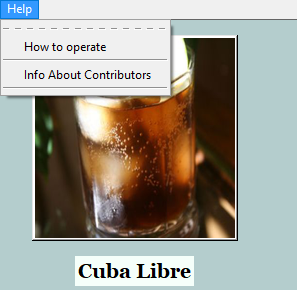 Help
How to operate
Info About Contributors
Cuba Libre